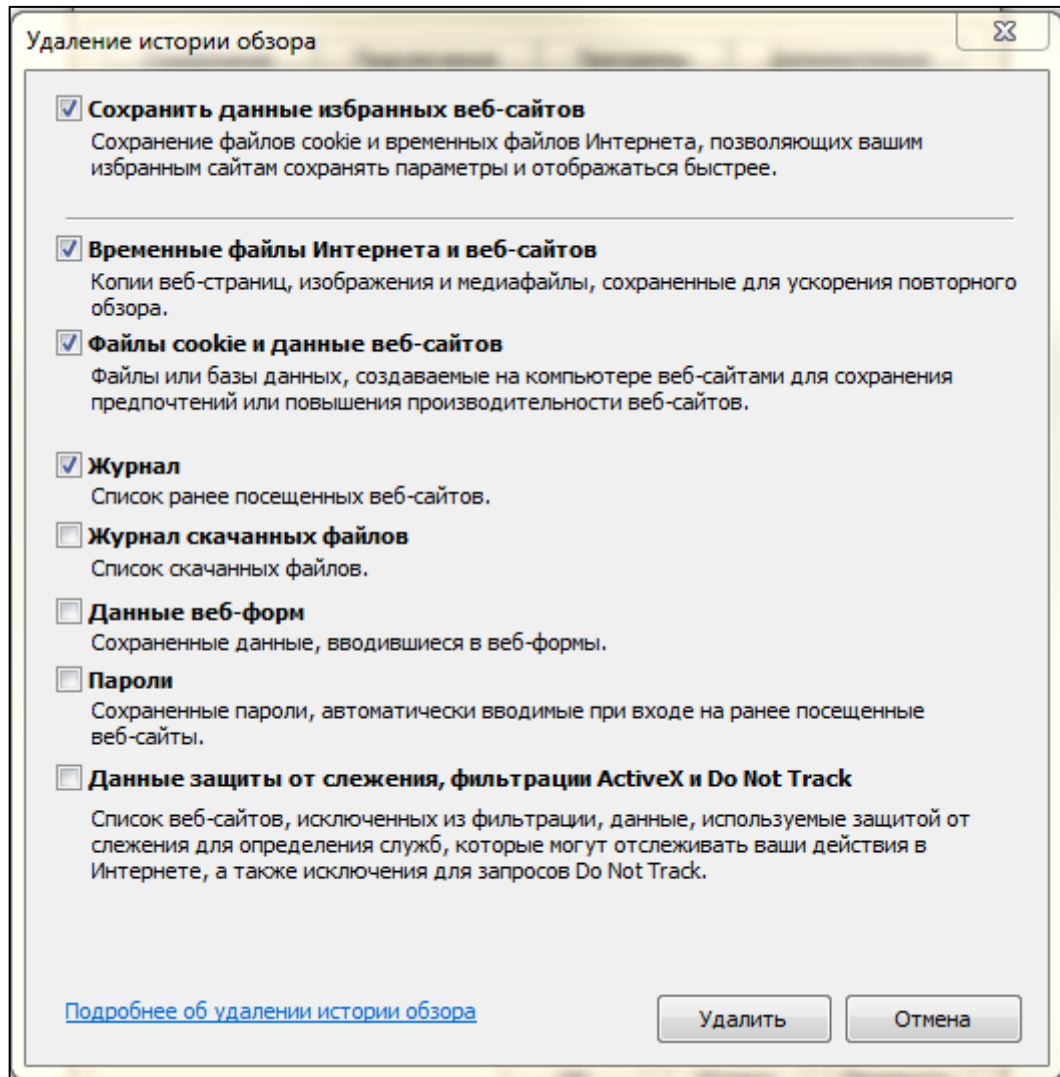 Удаление истории обзора
Сохранить данные избранных веб-сайтов
Сохранение файлов cookie и временных файлов Интернета, позволяющих вашим
избранным сайтам сохранять параметры и отображаться быстрее.
Временные файлы Интернета и веб-сайтов
Копии веб-страниц, изображения и медиафайлы, сохраненные для ускорения повторного
обзора.
Файлы cookie и данные веб-сайтов
Файлы или базы данных, создаваемые на компьютере веб-сайтами для сохранения
предпочтений или повышения производительности веб-сайтов.
Журнал
Список ранее посещенных веб-сайтов.
Журнал скачанных файлов
Список скачанных файлов.
Данные веб-форм
Сохраненные данные, вводившиеся в веб-формы.
Пароли
Сохраненные пароли, автоматически вводимые при входе на ранее посещенные
веб-сайты.
Данные защиты от слежения, фильтрации ActiveX и Do Not Track
Список веб-сайтов, исключенных из фильтрации, данные, используемые защитой от
слежения для определения служб, которые могут отслеживать ваши действия в
Интернете, а также исключения для запросов Do Not Track.
Подробнее об удалении истории обзора
Удалить
Отмена